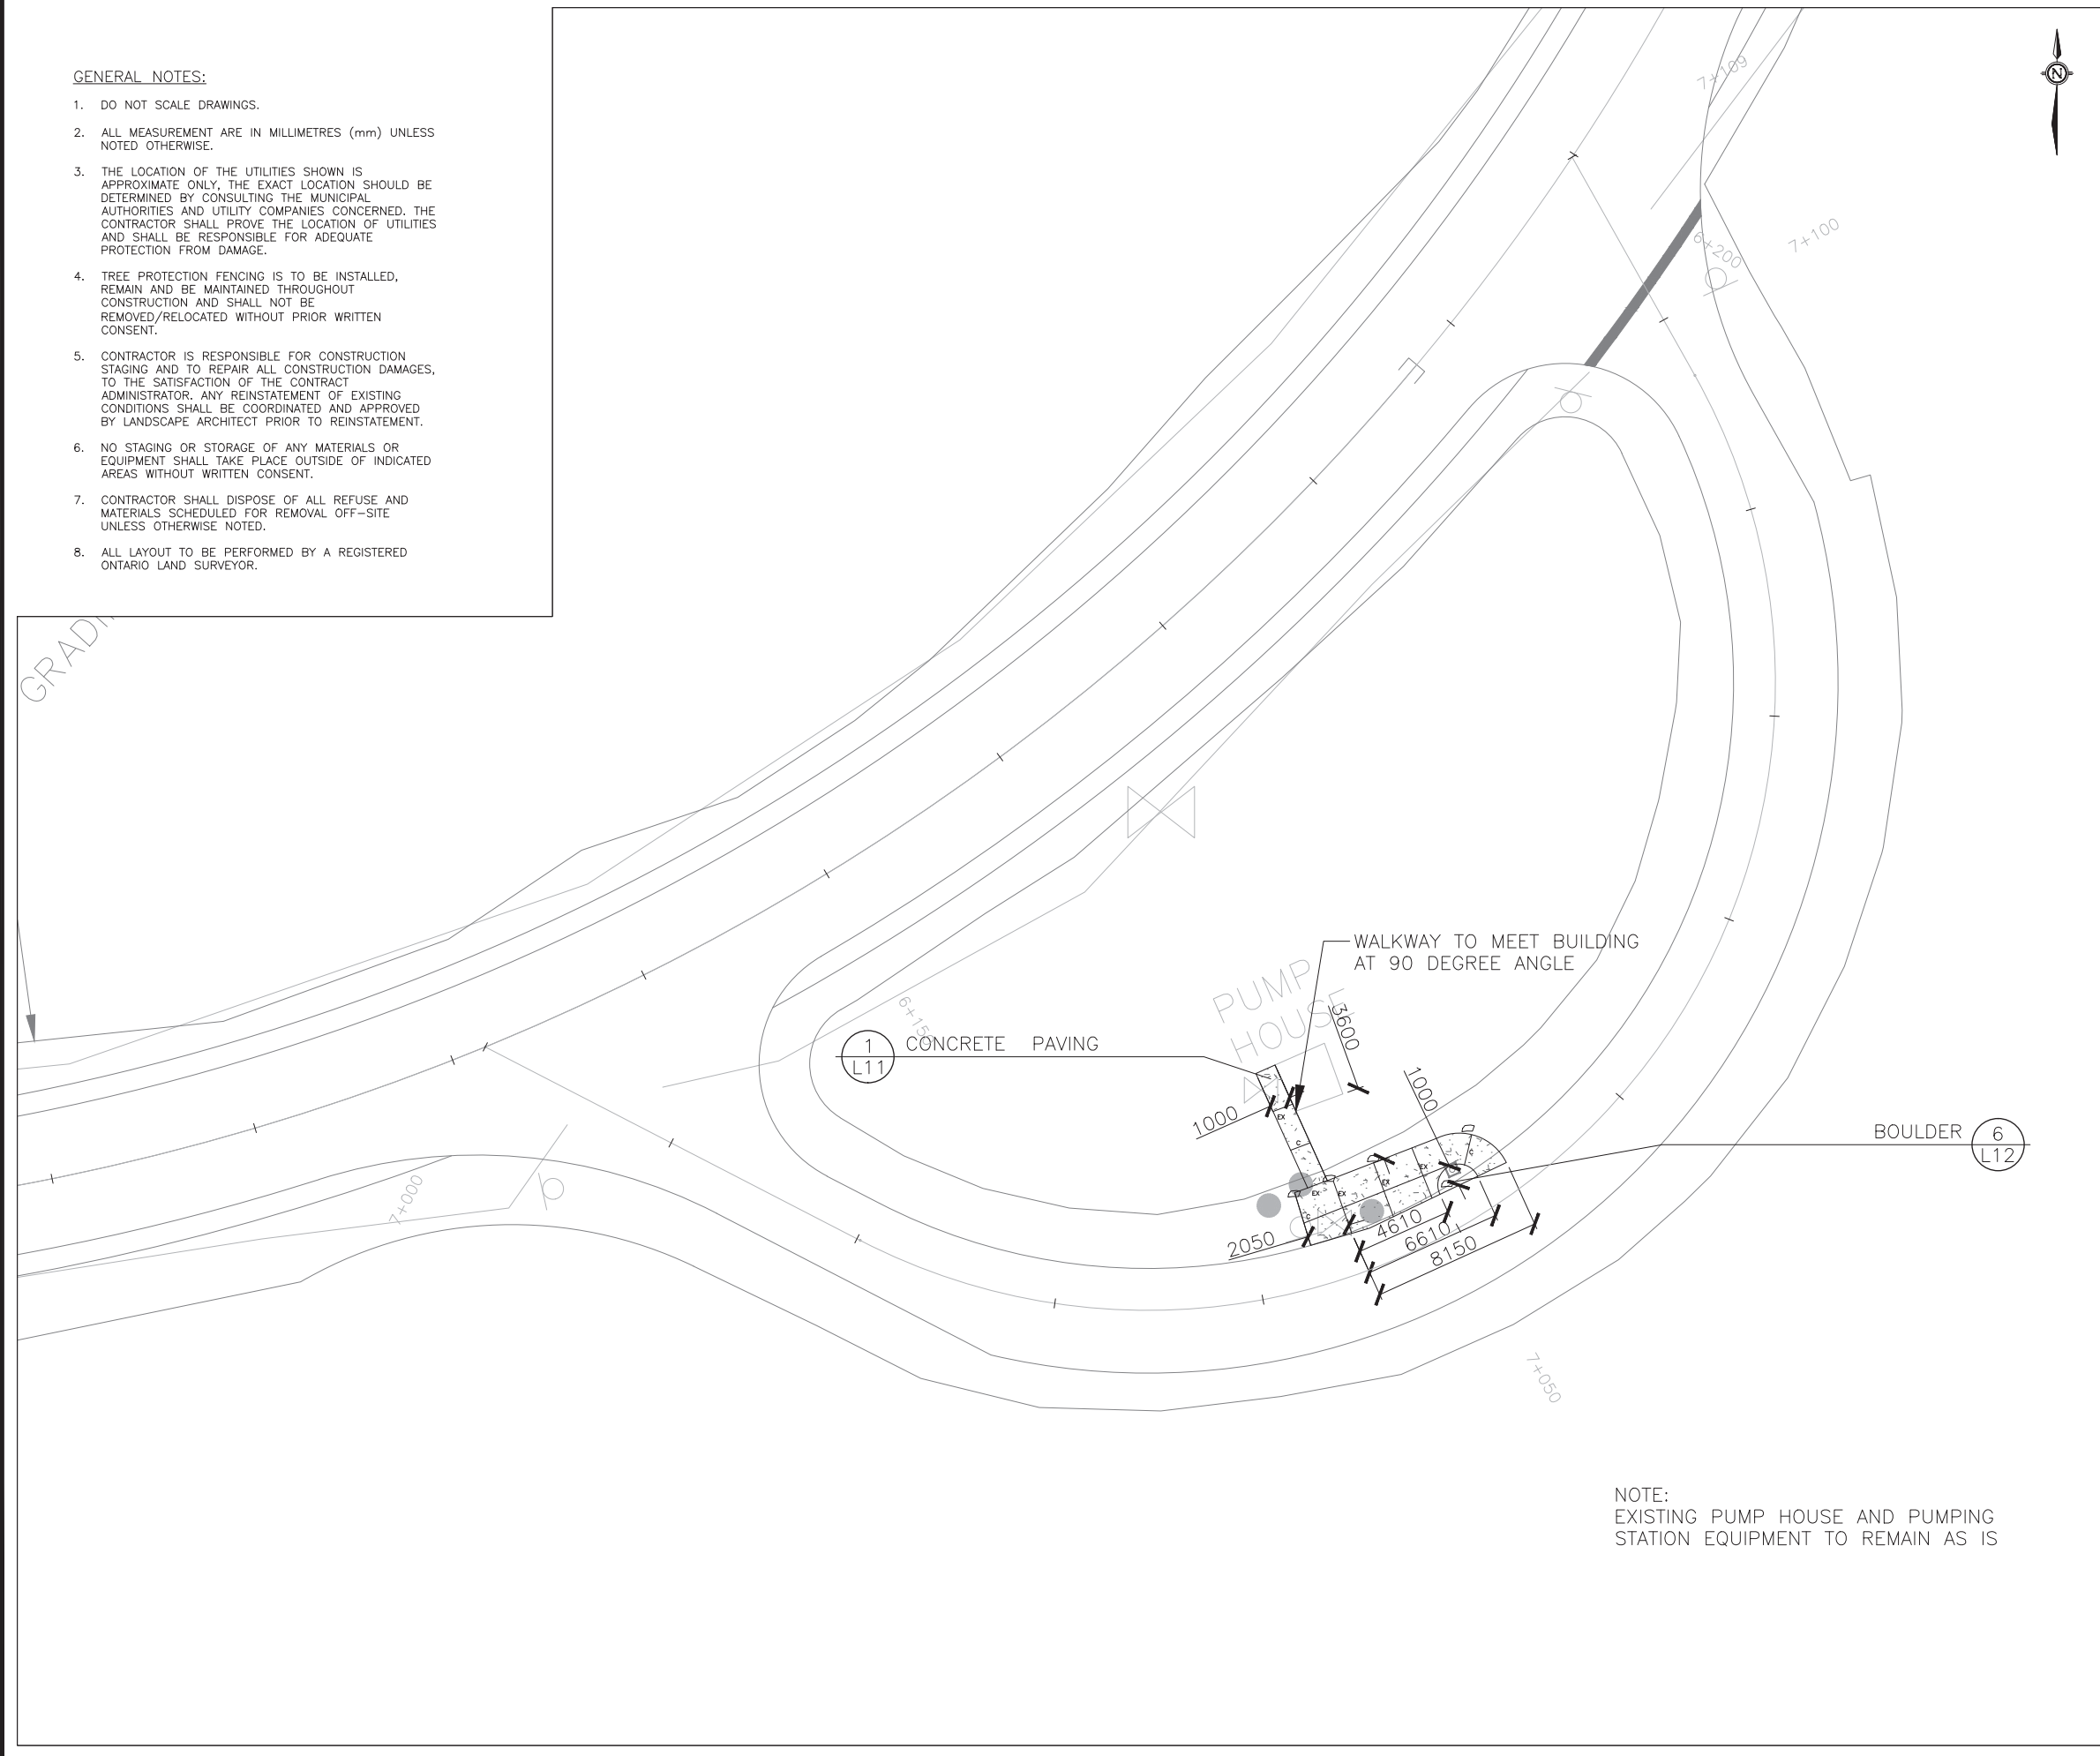 GENERAL NOTES:
1. DO NOT SCALE DRAWINGS.
2. ALL MEASUREMENT ARE IN MILLIMETRES (mm) UNLESS
NOTED OTHERWISE.
3. THE LOCATION OF THE UTILITIES SHOWN IS
APPROXIMATE ONLY, THE EXACT LOCATION SHOULD BE
DETERMINED BY CONSULTING THE MUNICIPAL
AUTHORITIES AND UTILITY COMPANIES CONCERNED. THE
CONTRACTOR SHALL PROVE THE LOCATION OF UTILITIES
AND SHALL BE RESPONSIBLE FOR ADEQUATE
PROTECTION FROM DAMAGE.
4. TREE PROTECTION FENCING IS TO BE INSTALLED,
REMAIN AND BE MAINTAINED THROUGHOUT
CONSTRUCTION AND SHALL NOT BE
REMOVED/RELOCATED WITHOUT PRIOR WRITTEN
CONSENT.
5. CONTRACTOR IS RESPONSIBLE FOR CONSTRUCTION
STAGING AND TO REPAIR ALL CONSTRUCTION DAMAGES,
TO THE SATISFACTION OF THE CONTRACT
ADMINISTRATOR. ANY REINSTATEMENT OF EXISTING
CONDITIONS SHALL BE COORDINATED AND APPROVED
BY LANDSCAPE ARCHITECT PRIOR TO REINSTATEMENT.
6. NO STAGING OR STORAGE OF ANY MATERIALS OR
EQUIPMENT SHALL TAKE PLACE OUTSIDE OF INDICATED
AREAS WITHOUT WRITTEN CONSENT.
7. CONTRACTOR SHALL DISPOSE OF ALL REFUSE AND
MATERIALS SCHEDULED FOR REMOVAL OFF-SITE
UNLESS OTHERWISE NOTED.
8. ALL LAYOUT TO BE PERFORMED BY A REGISTERED
ONTARIO LAND SURVEYOR.
N
7+109
6+200
7+100
WALKWAY TO MEET BUILDING
AT 90 DEGREE ANGLE
PUMP
HOUSE
6+150
3600
1
L11
CONCRETE PAVING
1000
1000
EX
C
BOULDER
6
L12
EX
EX
EX
EX
C
C
7+000
2050
4610
6610
8150
7+050
NOTE:
EXISTING PUMP HOUSE AND PUMPING
STATION EQUIPMENT TO REMAIN AS IS